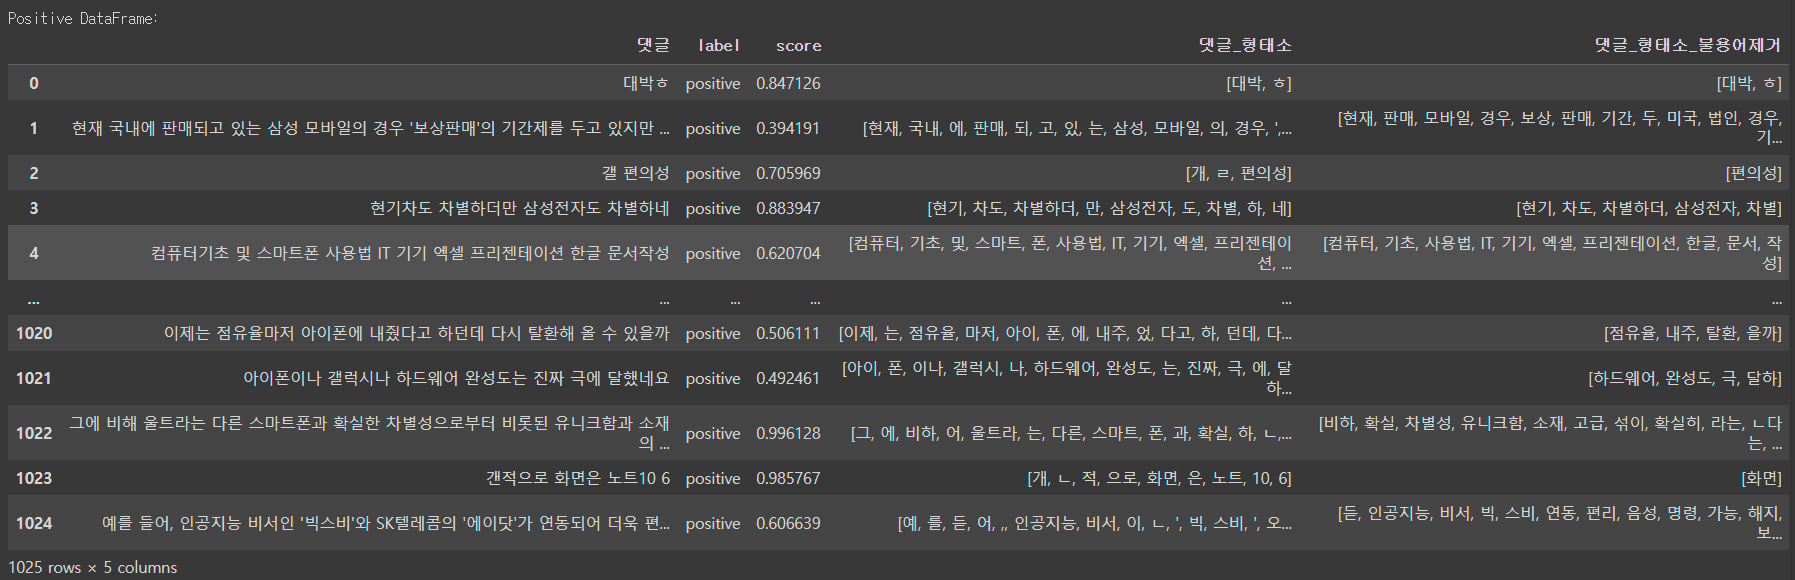 Positive DataFrame:
댓글 label score 댓글_형태소 댓글_형태소_불용어제거
0 대박ㅎ positive 0.847126 [대박, ㅎ] [대박, ㅎ]
1 현재 국내에 판매되고 있는 삼성 모바일의 경우 '보상판매'의 기간제를 두고 있지만 ... positive 0.394191 [현재, 국내, 에, 판매, 되, 고, 있, 는, 삼성, 모바일, 의, 경우, ',... [현재, 판매, 모바일, 경우, 보상, 판매, 기간, 두, 미국, 법인, 경우,
기...
2 갤 편의성 positive 0.705969 [개, ㄹ, 편의성] [편의성]
3 현기차도 차별하더만 삼성전자도 차별하네 positive 0.883947 [현기, 차도, 차별하더, 만, 삼성전자, 도, 차별, 하, 네] [현기, 차도, 차별하더, 삼성전자, 차별]
4 컴퓨터기초 및 스마트폰 사용법 IT 기기 엑셀 프리젠테이션 한글 문서작성 positive 0.620704 [컴퓨터, 기초, 및, 스마트, 폰, 사용법, IT, 기기, 엑셀, 프리젠테이
션, ... [컴퓨터, 기초, 사용법, IT, 기기, 엑셀, 프리젠테이션, 한글, 문서, 작
성]
... ... ... ... ... ...
1020 이제는 점유율마저 아이폰에 내줬다고 하던데 다시 탈환해 올 수 있을까 positive 0.506111 [이제, 는, 점유율, 마저, 아이, 폰, 에, 내주, 었, 다고, 하, 던데, 다... [점유율, 내주, 탈환, 을까]
1021 아이폰이나 갤럭시나 하드웨어 완성도는 진짜 극에 달했네요 positive 0.492461 [아이, 폰, 이나, 갤럭시, 나, 하드웨어, 완성도, 는, 진짜, 극, 에, 달
하... [하드웨어, 완성도, 극, 달하]
1022 그에 비해 울트라는 다른 스마트폰과 확실한 차별성으로부터 비롯된 유니크함과 소재
의 ... positive 0.996128 [그, 에, 비하, 어, 울트라, 는, 다른, 스마트, 폰, 과, 확실, 하, ㄴ,... [비하, 확실, 차별성, 유니크함, 소재, 고급, 섞이, 확실히, 라는, ㄴ다
는, ...
1023 갠적으로 화면은 노트10 6 positive 0.985767 [개, ㄴ, 적, 으로, 화면, 은, 노트, 10, 6] [화면]
1024 예를 들어, 인공지능 비서인 '빅스비'와 SK텔레콤의 '에이닷'가 연동되어 더욱 편... positive 0.606639 [예, 를, 듣, 어, ,, 인공지능, 비서, 이, ㄴ, ', 빅, 스비, ', 오... [듣, 인공지능, 비서, 빅, 스비, 연동, 편리, 음성, 명령, 가능, 해지,
보...
1025 rows × 5 columns